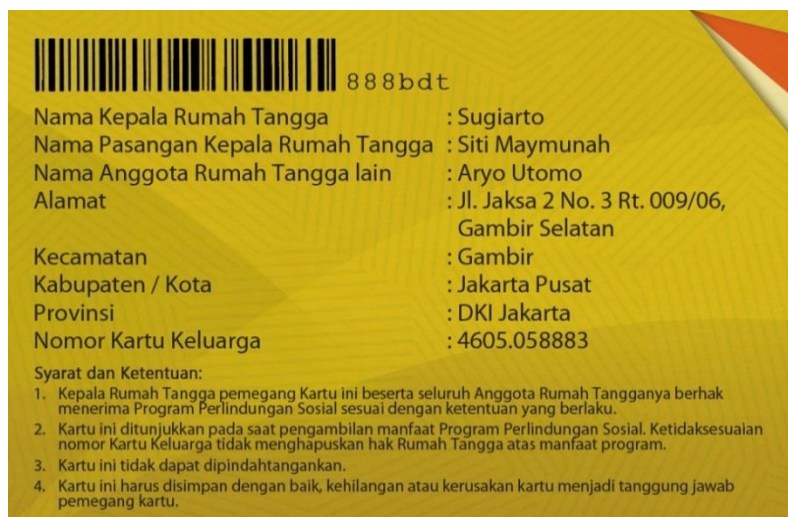 888bdt
Nama Kepala Rumah Tangga : Sugiarto
Nama Pasangan Kepala Rumah Tangga : Siti Maymunah
Nama Anggota Rumah Tangga lain : Aryo Utomo
Alamat : Jl. Jaksa 2 No. 3 Rt. 009/06,
Gambir Selatan
Kecamatan : Gambir
Kabupaten / Kota : Jakarta Pusat
Provinsi : DKI Jakarta
Nomor Kartu Keluarga : 4605.058883
Syarat dan Ketentuan:
1. Kepala Rumah Tangga pemegang Kartu ini beserta seluruh Anggota Rumah Tangganya berhak
menerima Program Perlindungan Sosial sesuai dengan ketentuan yang berlaku.
2. Kartu ini ditunjukkan pada saat pengambilan manfaat Program Perlindungan Sosial. Ketidaksesuaian
nomor Kartu Keluarga tidak menghapuskan hak Rumah Tangga atas manfaat program.
3. Kartu ini tidak dapat dipindahtangankan.
4. Kartu ini harus disimpan dengan baik, kehilangan atau kerusakan kartu menjadi tanggung jawab
pemegang kartu.